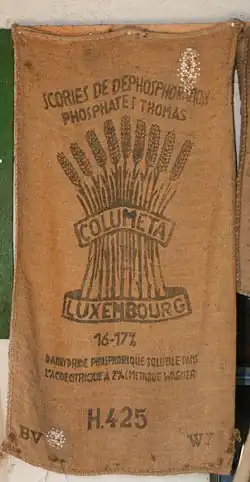 SCORIES DE DEPHOSPHORATION
PHOSPHATES THOMAS
COLUMETA
LUXEMBOURG
16-17%
D'ANHYDRIDE PHOSPHORIQUE SOLUBLE DANS
L'ACIDE CITRIQUE A 2% (METHODE WAGNER)
H.425
BV WT